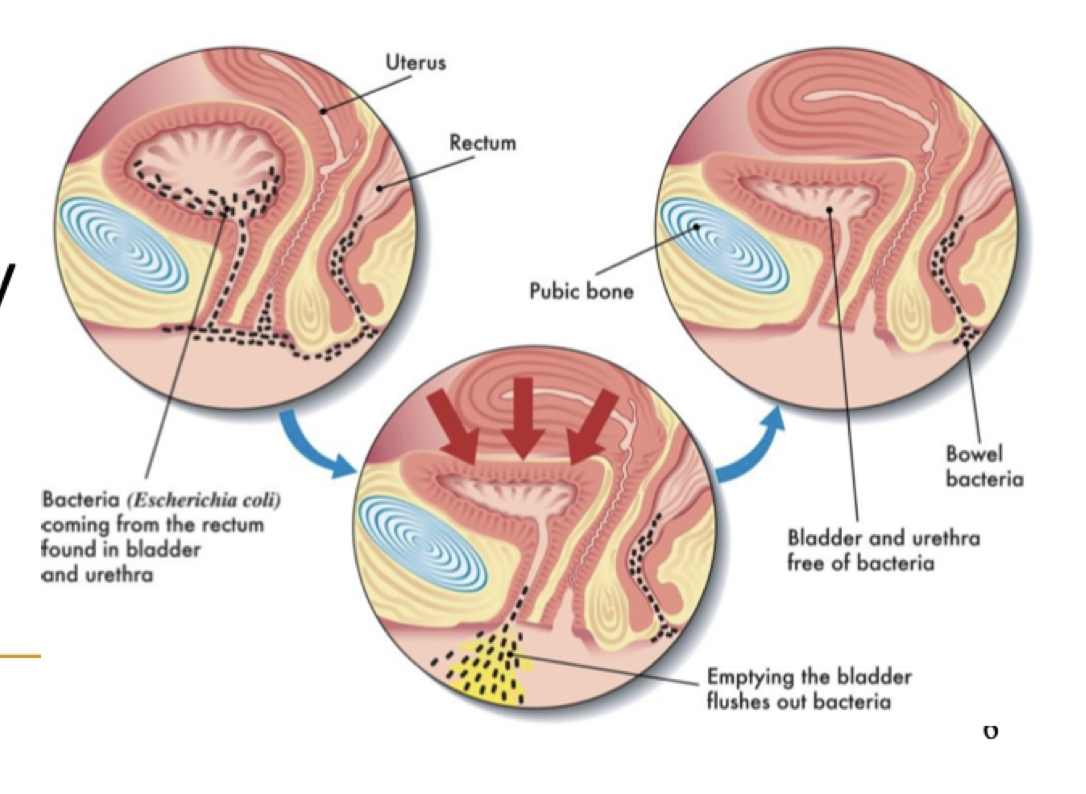 Uterus
Rectum
y
Pubic bone
Bacteria (Escherichia coli)
coming from the rectum
found in bladder
and urethra
Bowel
bacteria
Bladder and urethra
free of bacteria
Emptying the bladder
flushes out bacteria
6